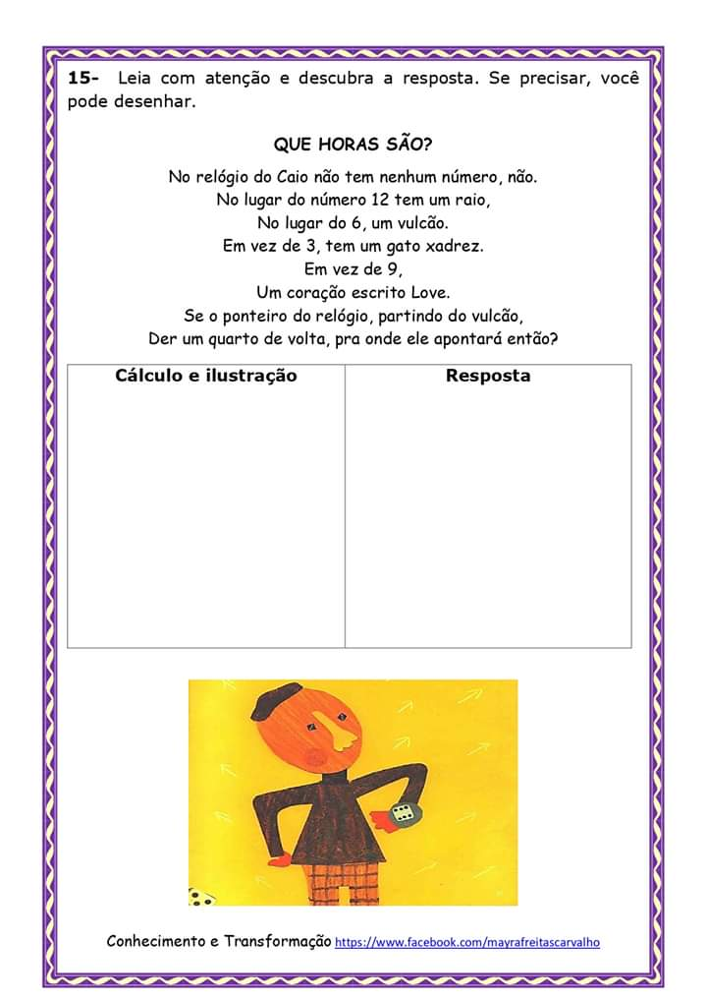 15- Leia com atenção e descubra a resposta. Se precisar, você
pode desenhar.
QUE HORAS SÃO?
No relógio do Caio não tem nenhum número, não.
No lugar do número 12 tem um raio,
No lugar do 6, um vulcão.
Em vez de 3, tem um gato xadrez.
Em vez de 9,
Um coração escrito Love.
Se o ponteiro do relógio, partindo do vulcão,
Der um quarto de volta, pra onde ele apontará então?
Cálculo e ilustração
Resposta
Conhecimento e Transformação https://www.facebook.com/mayrafreitascarvalho